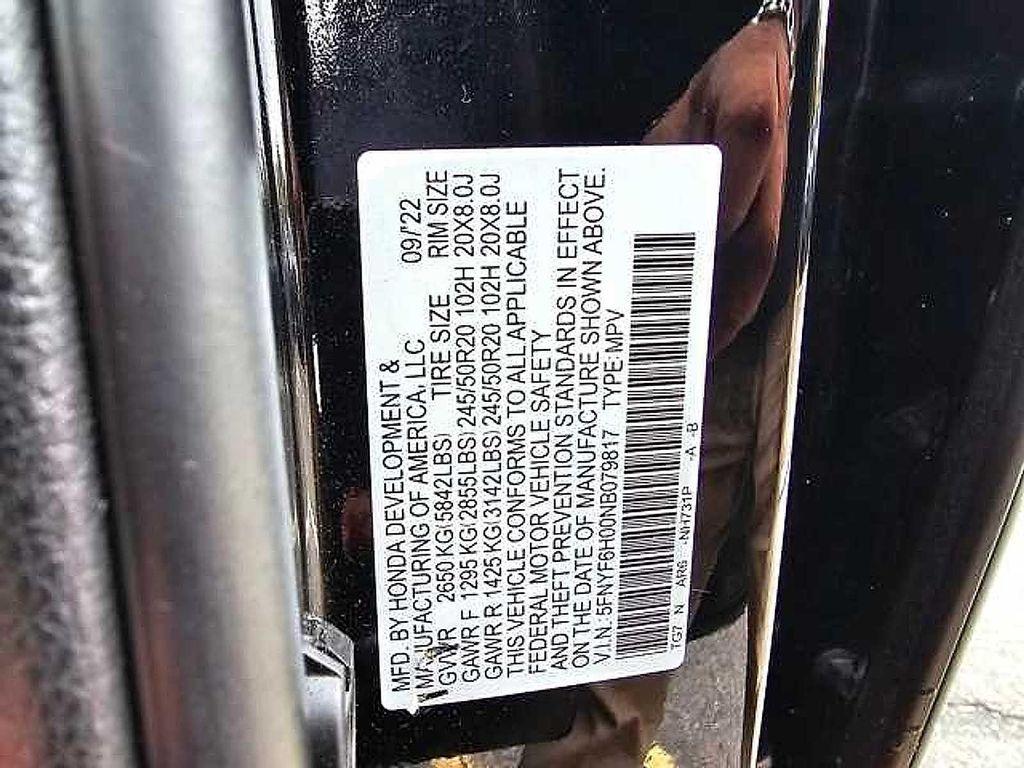 MFD. BY HONDA DEVELOPMENT &
MANUFACTURING OF AMERICA, LLC 09/'22
GVWR 2650 KG(5842LBS) TIRE SIZE RIM SIZE
GAWR F 1295 KG(2855LBS) 245/50R20 102H 20X8.0J
GAWR R 1425 KG(3142LBS) 245/50R20 102H 20X8.0J
THIS VEHICLE CONFORMS TO ALL APPLICABLE
FEDERAL MOTOR VEHICLE SAFETY
AND THEFT PREVENTION STANDARDS IN EFFECT
ON THE DATE OF MANUFACTURE SHOWN ABOVE.
V.I.N. 5FNYF6H00NB079817 TYPE: MPV
TG7 N AR6 NH731P -A -B